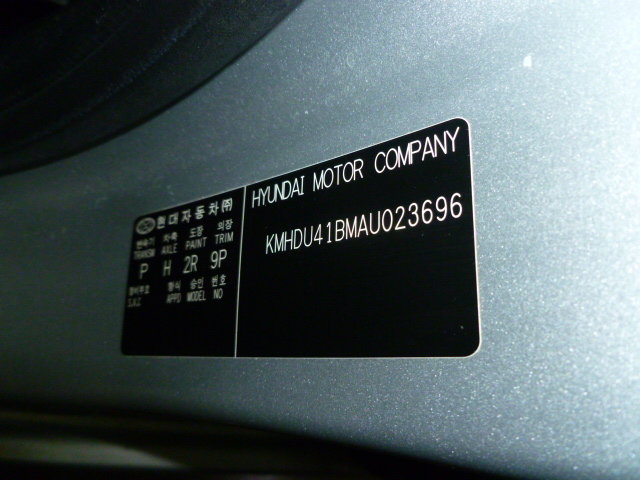 현대자동차㈜
변속기 차축 도장 의장
TRANSM AXLE PAINT TRIM
P H 2R 9P
형식 승인 번호
S.X.Z APPD MODEL NO
HYUNDAI MOTOR COMPANY
KMHDU41BMAU023696